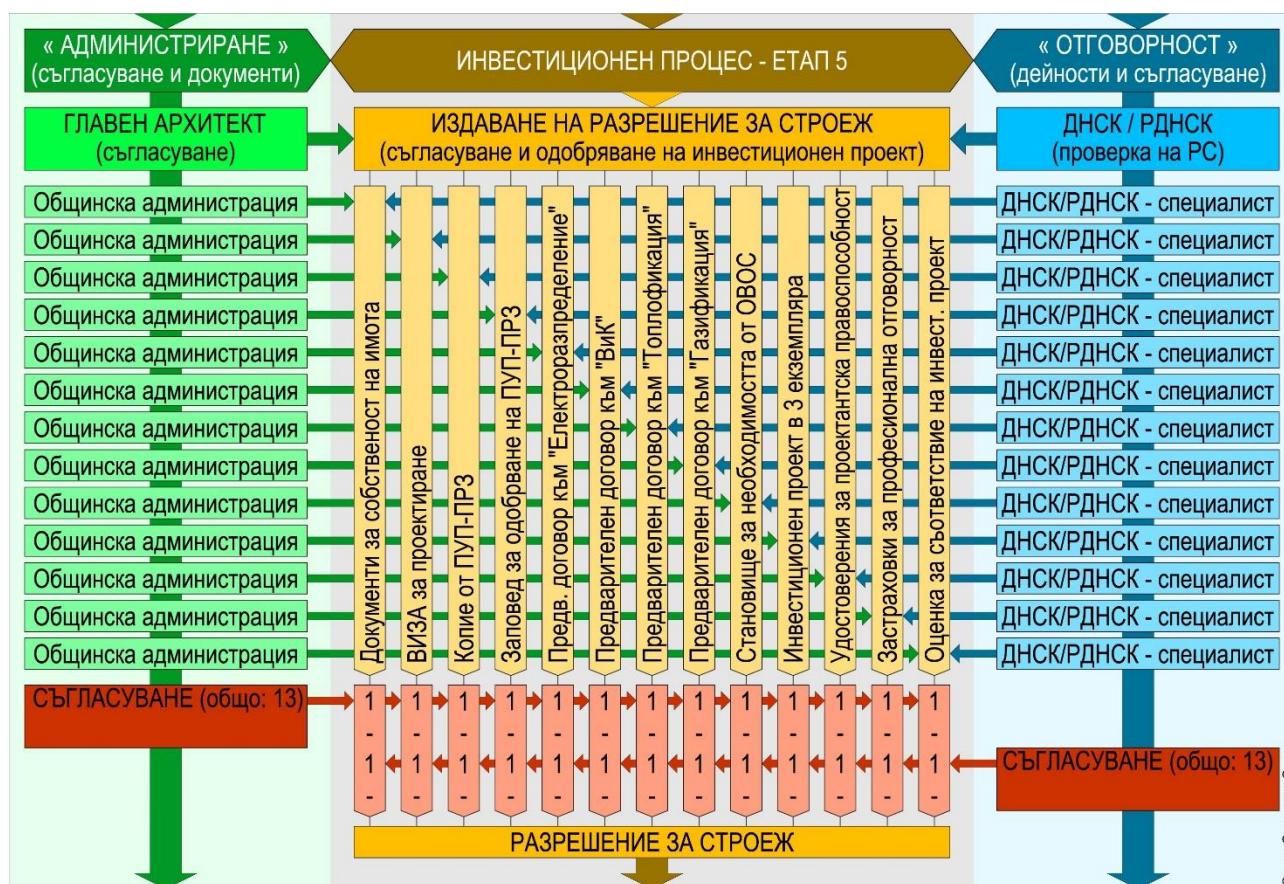 « АДМИНИСТРИРАНЕ »
(съгласуване и документи)
ИНВЕСТИЦИОНЕН ПРОЦЕС - ЕТАП 5
« ОТГОВОРНОСТ »
(дейности и съгласуване)
ГЛАВЕН АРХИТЕКТ
(съгласуване)
ИЗДАВАНЕ НА РАЗРЕШЕНИЕ ЗА СТРОЕЖ
(съгласуване и одобряване на инвестиционен проект)
ДНСК / РДНСК
(проверка на РС)
Общинска администрация
Общинска администрация
Общинска администрация
Общинска администрация
Общинска администрация
Общинска администрация
Общинска администрация
Общинска администрация
Общинска администрация
Общинска администрация
Общинска администрация
Общинска администрация
Общинска администрация
Документи за собственост на имота
ВИЗА за проектиране
Копие от ПУП-ПРЗ
Заповед за одобрване на ПУП-ПРЗ
Предв. договор към "Електроразпределение"
Предварителен договор към "ВиК"
Предварителен договор към "Топлофикация"
Предварителен договор към "Газификация"
Становище за необходимостта от ОВОС
Инвестиционен проект в 3 екземпляра
Удостоверения за проектантска правоспособност
Застраховки за професионална отговорност
Оценка за съответствие на инвест. проект
ДНСК/РДНСК - специалист
ДНСК/РДНСК - специалист
ДНСК/РДНСК - специалист
ДНСК/РДНСК - специалист
ДНСК/РДНСК - специалист
ДНСК/РДНСК - специалист
ДНСК/РДНСК - специалист
ДНСК/РДНСК - специалист
ДНСК/РДНСК - специалист
ДНСК/РДНСК - специалист
ДНСК/РДНСК - специалист
ДНСК/РДНСК - специалист
ДНСК/РДНСК - специалист
СЪГЛАСУВАНЕ (общо: 13)
1 1 1 1 1 1 1 1 1 1 1 1 1
- - - - - - - - - - - - -
1 1 1 1 1 1 1 1 1 1 1 1 1
- - - - - - - - - - - - -
СЪГЛАСУВАНЕ (общо: 13)
РАЗРЕШЕНИЕ ЗА СТРОЕЖ